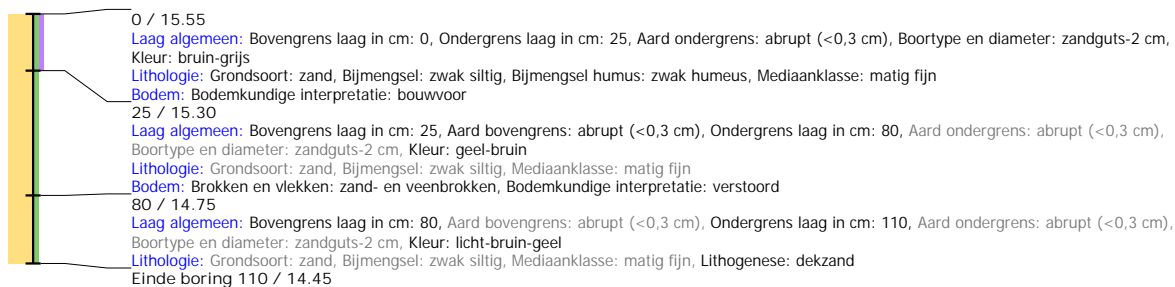 0 / 15.55
Laag algemeen: Bovengrens laag in cm: 0, Ondergrens laag in cm: 25, Aard ondergrens: abrupt (<0,3 cm), Boortype en diameter: zandguts-2 cm,
Kleur: bruin-grijs
Lithologie: Grondsoort: zand, Bijmengsel: zwak siltig, Bijmengsel humus: zwak humeus, Mediaanklasse: matig fijn
Bodem: Bodemkundige interpretatie: bouwvoor
25 / 15.30
Laag algemeen: Bovengrens laag in cm: 25, Aard bovengrens: abrupt (<0,3 cm), Ondergrens laag in cm: 80, Aard ondergrens: abrupt (<0,3 cm),
Boortype en diameter: zandguts-2 cm, Kleur: geel-bruin
Lithologie: Grondsoort: zand, Bijmengsel: zwak siltig, Mediaanklasse: matig fijn
Bodem: Brokken en vlekken: zand- en veenbrokken, Bodemkundige interpretatie: verstoord
80 / 14.75
Laag algemeen: Bovengrens laag in cm: 80, Aard bovengrens: abrupt (<0,3 cm), Ondergrens laag in cm: 110, Aard ondergrens: abrupt (<0,3 cm),
Boortype en diameter: zandguts-2 cm, Kleur: licht-bruin-geel
Lithologie: Grondsoort: zand, Bijmengsel: zwak siltig, Mediaanklasse: matig fijn, Lithogenese: dekzand
Einde boring 110 / 14.45